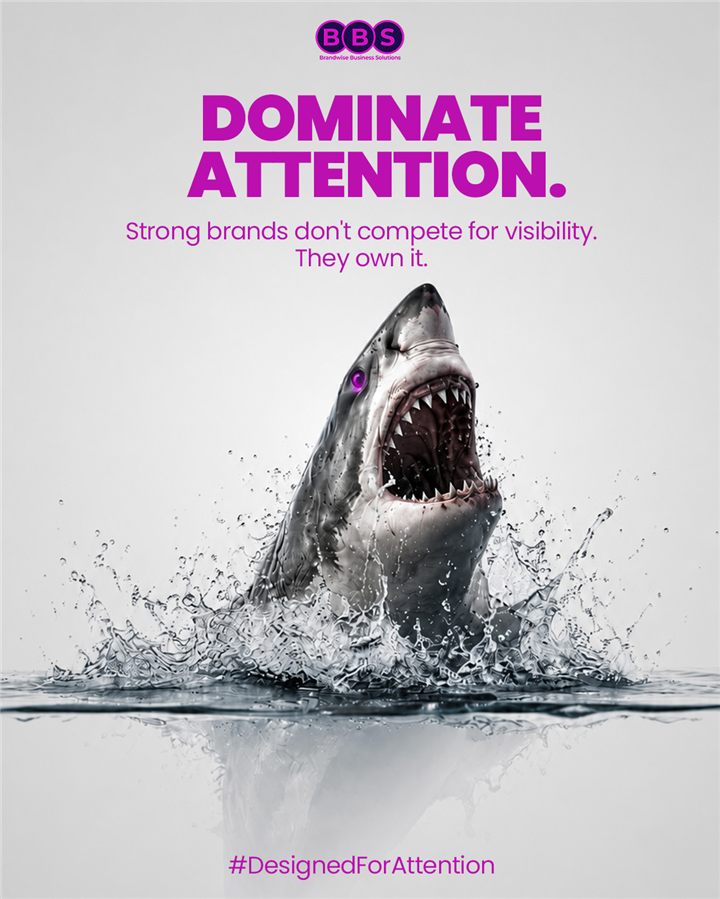 BBS
Brandwise Business Solutions
DOMINATE
ATTENTION.
Strong brands don't compete for visibility.
They own it.
#DesignedForAttention